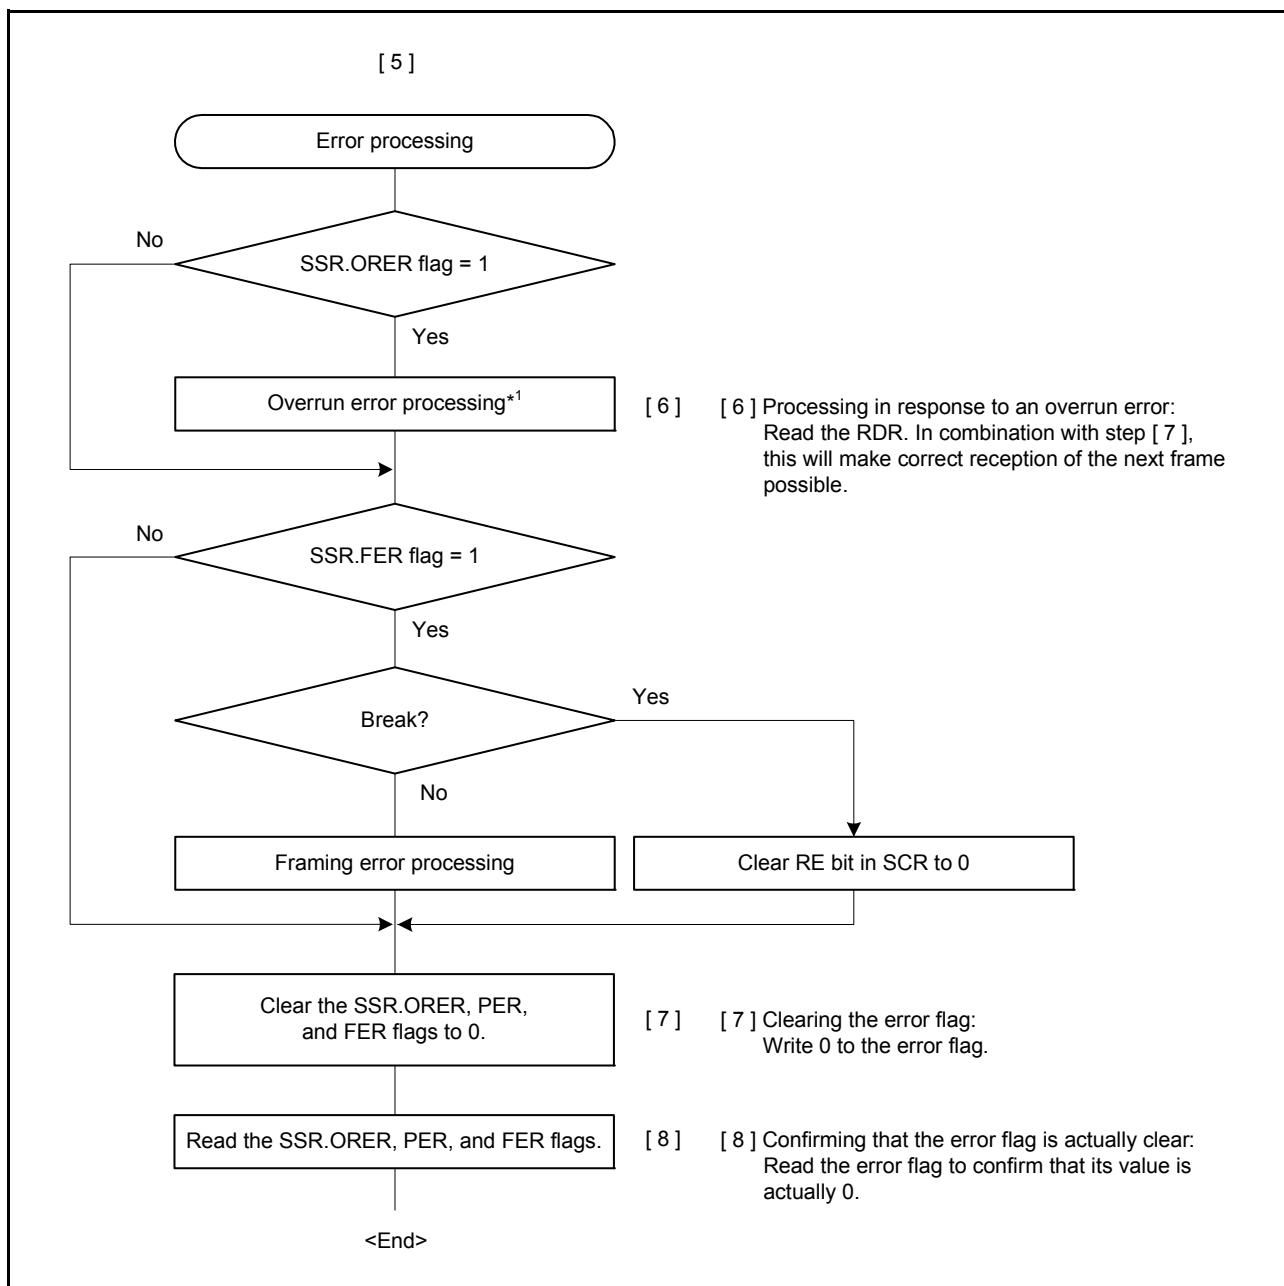 [ 5 ]
Error processing
No
SSR.ORER flag = 1
Yes
Overrun error processing*1
[ 6 ]
[ 6 ] Processing in response to an overrun error:
Read the RDR. In combination with step [ 7 ],
this will make correct reception of the next frame
possible.
No
SSR.FER flag = 1
Yes
Break?
Yes
No
Framing error processing
Clear RE bit in SCR to 0
Clear the SSR.ORER, PER,
and FER flags to 0.
[ 7 ]
[ 7 ] Clearing the error flag:
Write 0 to the error flag.
Read the SSR.ORER, PER, and FER flags.
[ 8 ]
[ 8 ] Confirming that the error flag is actually clear:
Read the error flag to confirm that its value is
actually 0.
<End>